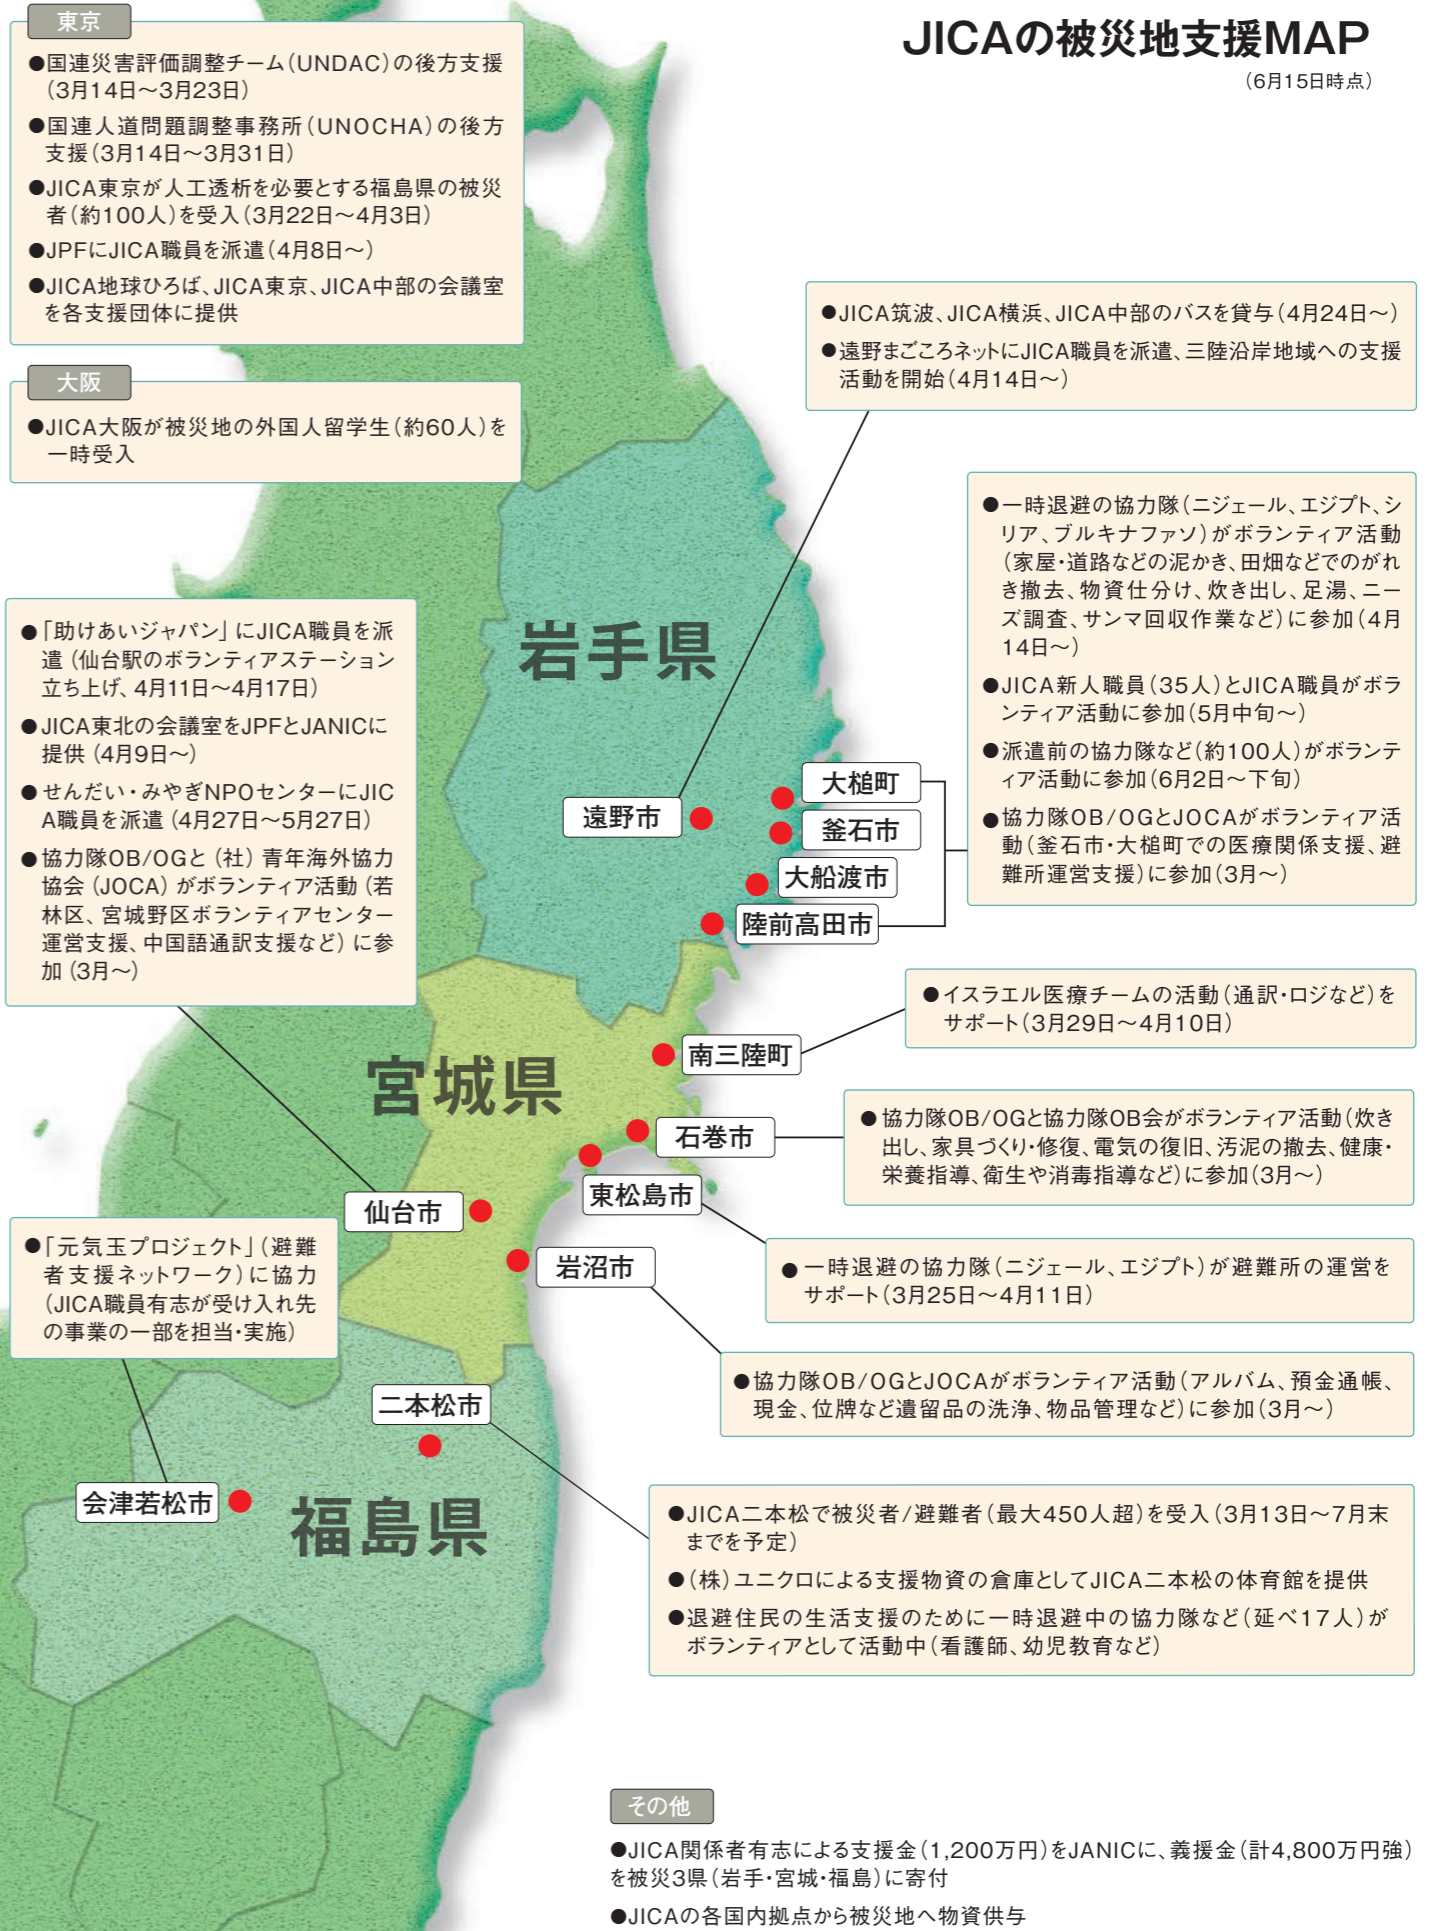 JICAの被災地支援MAP
（6月15日時点）
東京
●国連災害評価調整チーム（UNDAC）の後方支援
（3月14日～3月23日）
●国連人道問題調整事務所（UNOCHA）の後方
支援（3月14日～3月31日）
●JICA東京が人工透析を必要とする福島県の被災
者（約100人）を受入（3月22日～4月3日）
●JPFにJICA職員を派遣（4月8日～）
●JICA地球ひろば、JICA東京、JICA中部の会議室
を各支援団体に提供
大阪
●JICA大阪が被災地の外国人留学生（約60人）を
一時受入
●JICA筑波、JICA横浜、JICA中部のバスを貸与（4月24日～）
●遠野まごころネットにJICA職員を派遣、三陸沿岸地域への支援
活動を開始（4月14日～）
●一時退避の協力隊（ニジェール、エジプト、シ
リア、ブルキナファソ）がボランティア活動
（家屋・道路などの泥かき、田畑などでのがれ
き撤去、物資仕分け、炊き出し、足湯、ニー
ズ調査、サンマ回収作業など）に参加（4月
14日～）
●JICA新人職員（35人）とJICA職員がボラ
ンティア活動に参加（5月中旬～）
●派遣前の協力隊など（約100人）がボランテ
ィア活動に参加（6月2日～下旬）
●協力隊OB/OGとJOCAがボランティア活
動（釜石市・大槌町での医療関係支援、避
難所運営支援）に参加（3月～）
●「助けあいジャパン」にJICA職員を派
遣（仙台駅のボランティアステーション
立ち上げ、4月11日～4月17日）
●JICA東北の会議室をJPFとJANICに
提供（4月9日～）
●せんだい・みやぎNPOセンターにJIC
A職員を派遣（4月27日～5月27日）
●協力隊OB/OGと（社）青年海外協力
協会（JOCA）がボランティア活動（若
林区、宮城野区ボランティアセンター
運営支援、中国語通訳支援など）に参
加（3月～）
岩手県
大槌町
遠野市
釜石市
大船渡市
陸前高田市
●イスラエル医療チームの活動（通訳・ロジなど）を
サポート（3月29日～4月10日）
南三陸町
宮城県
●協力隊OB/OGと協力隊OB会がボランティア活動（炊き
出し、家具づくり・修復、電気の復旧、汚泥の撤去、健康・
栄養指導、衛生や消毒指導など）に参加（3月～）
石巻市
東松島市
仙台市
●「元気玉プロジェクト」（避難
者支援ネットワーク）に協力
（JICA職員有志が受け入れ先
の事業の一部を担当・実施）
岩沼市
●一時退避の協力隊（ニジェール、エジプト）が避難所の運営を
サポート（3月25日～4月11日）
●協力隊OB/OGとJOCAがボランティア活動（アルバム、預金通帳、
現金、位牌など遺留品の洗浄、物品管理など）に参加（3月～）
二本松市
会津若松市
福島県
●JICA二本松で被災者/避難者（最大450人超）を受入（3月13日～7月末
までを予定）
●（株）ユニクロによる支援物資の倉庫としてJICA二本松の体育館を提供
●退避住民の生活支援のために一時退避中の協力隊など（延べ17人）が
ボランティアとして活動中（看護師、幼児教育など）
その他
●JICA関係者有志による支援金（1,200万円）をJANICに、義援金（計4,800万円強）
を被災3県（岩手・宮城・福島）に寄付
●JICAの各国内拠点から被災地へ物資供与